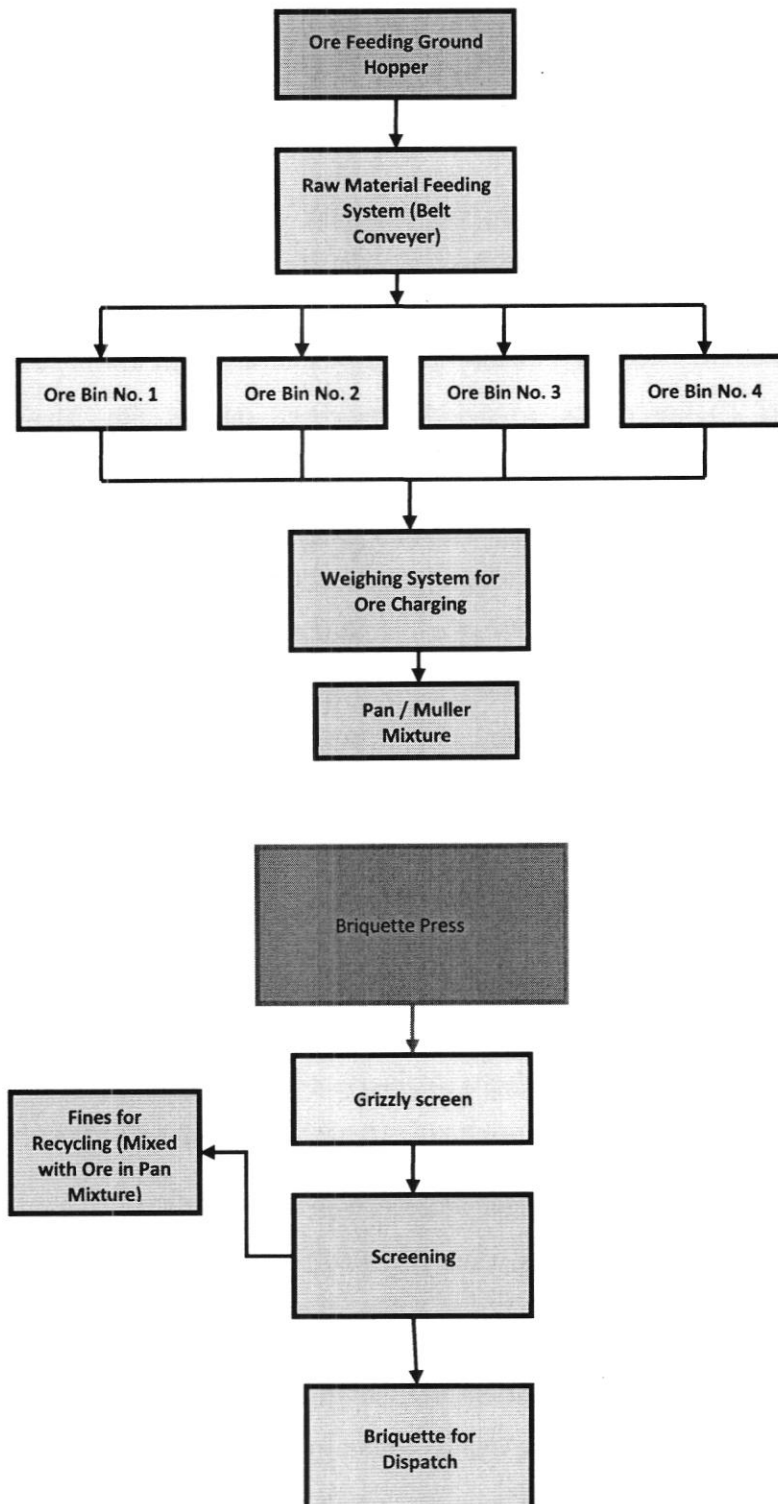 Ore Feeding Ground
Hopper
Raw Material Feeding
System (Belt
Conveyer)
Ore Bin No. 1
Ore Bin No. 2
Ore Bin No. 3
Ore Bin No. 4
Weighing System for
Ore Charging
Pan / Muller
Mixture
Briquette Press
Grizzly screen
Fines for
Recycling (Mixed
with Ore in Pan
Mixture)
Screening
Briquette for
Dispatch